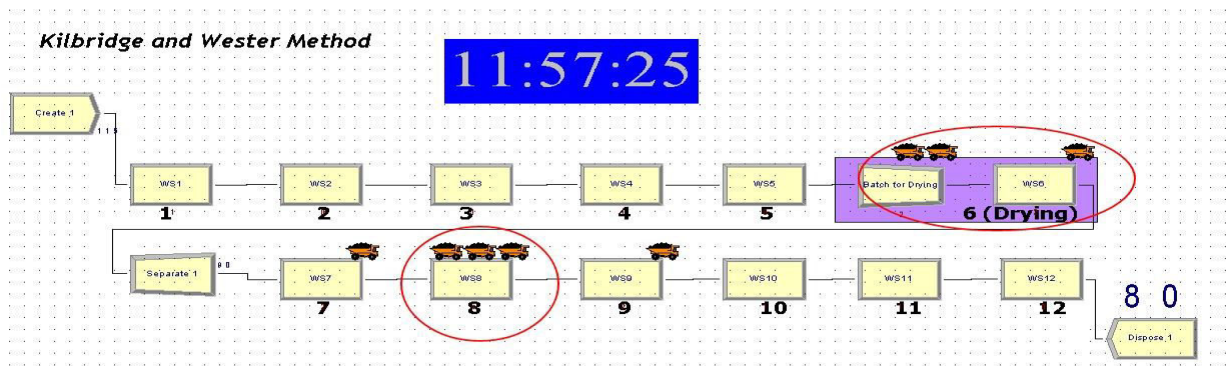 Kilbridge and Wester Method
11:57:25
Create 1
WS1
WS2
WS3
WS4
WS5
Batch for Drying
WS6
1
2
3
4
5
6 (Drying)
Separate 1
WS7
WS8
WS9
WS10
WS11
WS12
7
8
9
10
11
12
8 0
Dispose 1